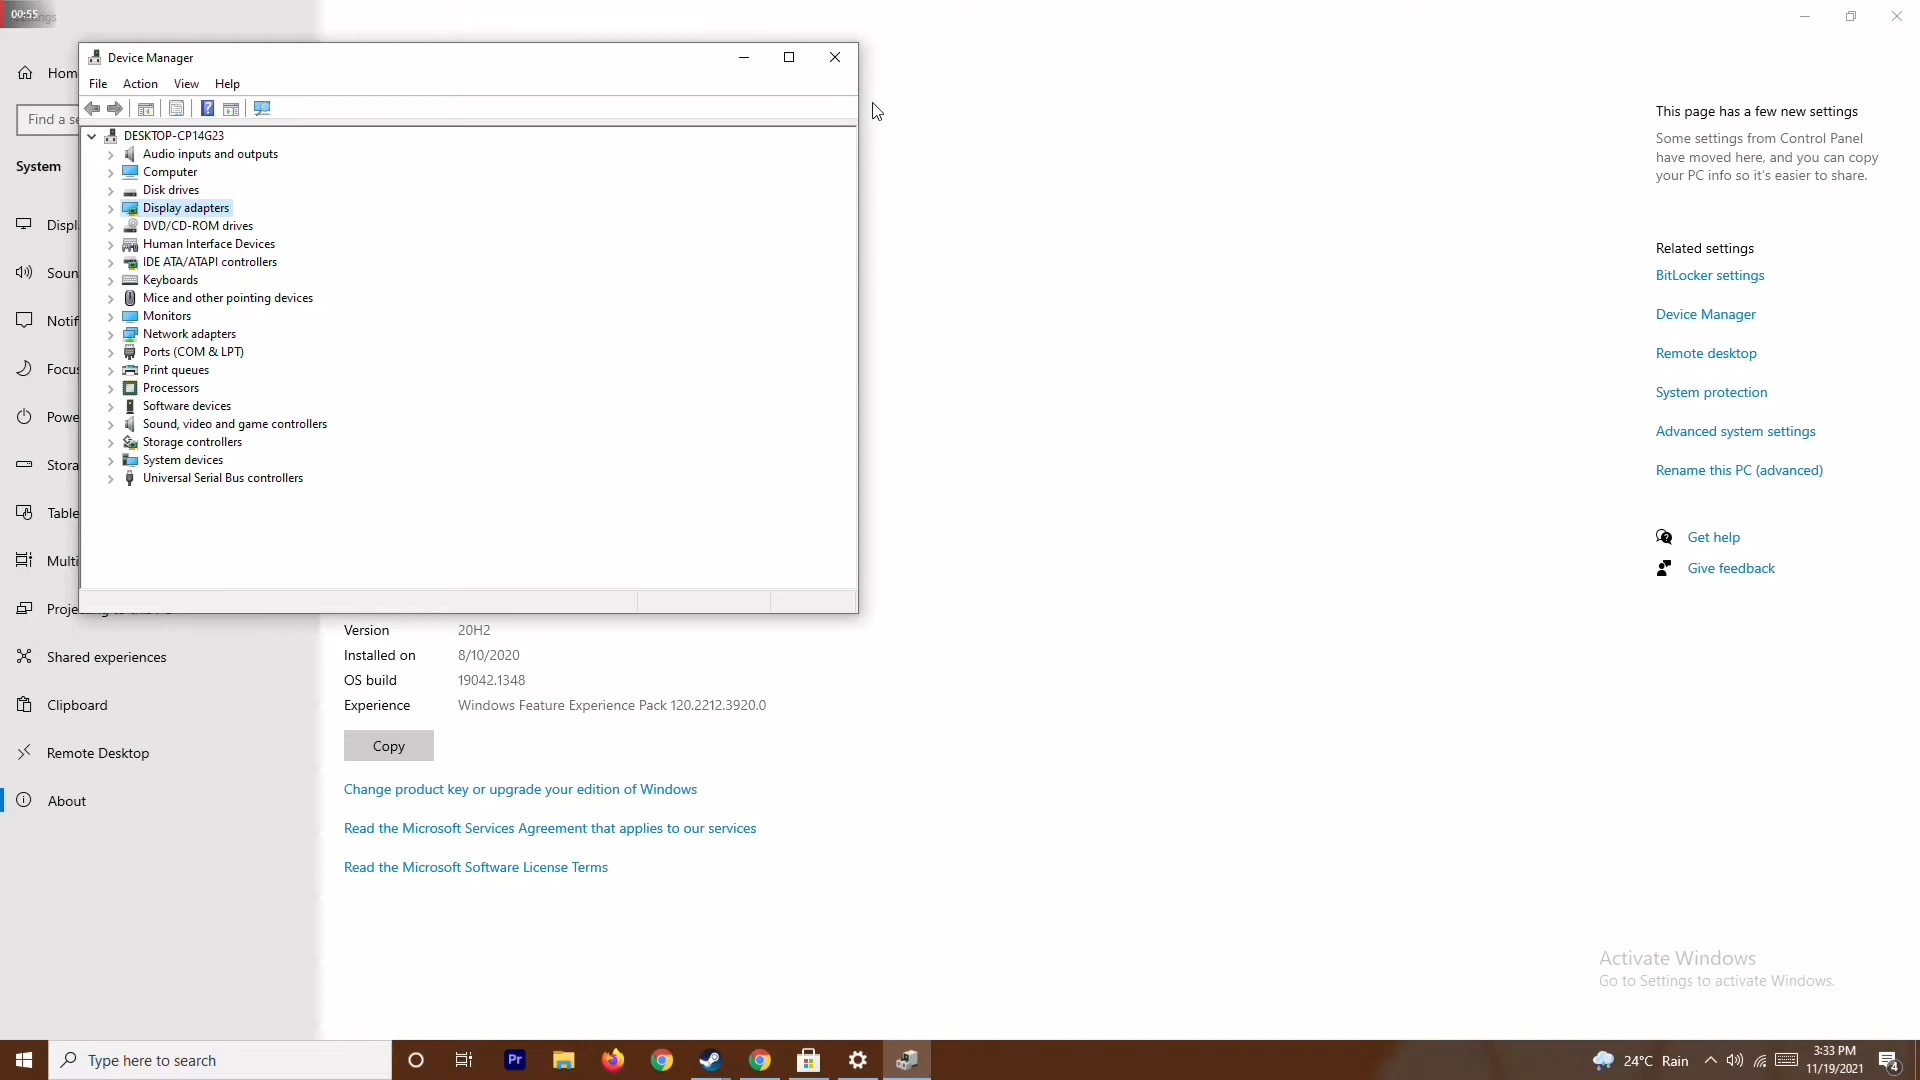 00:55
Device Manager
File Action View Help
DESKTOP-CP14G23
Audio inputs and outputs
Computer
Disk drives
Display adapters
DVD/CD-ROM drives
Human Interface Devices
IDE ATA/ATAPI controllers
Keyboards
Mice and other pointing devices
Monitors
Network adapters
Ports (COM & LPT)
Print queues
Processors
Software devices
Sound, video and game controllers
Storage controllers
System devices
Universal Serial Bus controllers
Hom
Find a se
System
Displ
Soun
Notif
Focus
Powe
Stora
Table
Multi
Shared experiences
Clipboard
Remote Desktop
About
Version 20H2
Installed on 8/10/2020
OS build 19042.1348
Experience Windows Feature Experience Pack 120.2212.3920.0
Copy
Change product key or upgrade your edition of Windows
Read the Microsoft Services Agreement that applies to our services
Read the Microsoft Software License Terms
This page has a few new settings
Some settings from Control Panel
have moved here, and you can copy
your PC info so it's easier to share.
Related settings
BitLocker settings
Device Manager
Remote desktop
System protection
Advanced system settings
Rename this PC (advanced)
Get help
Give feedback
Activate Windows
Go to Settings to activate Windows.
Type here to search
Pr
24°C Rain
3:33 PM
11/19/2021
4